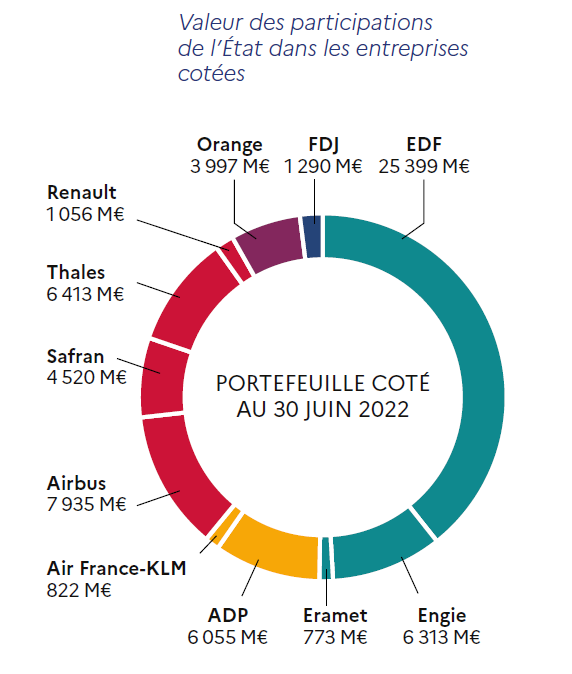 Valeur des participations
de l'État dans les entreprises
cotées
Orange
3 997 M€
FDJ
1 290 M€
EDF
25 399 M€
Renault
1 056 M€
Thales
6 413 M€
Safran
4 520 M€
PORTEFEUILLE COTÉ
AU 30 JUIN 2022
Airbus
7 935 M€
Air France-KLM
822 M€
ADP
6 055 M€
Eramet
773 M€
Engie
6 313 M€